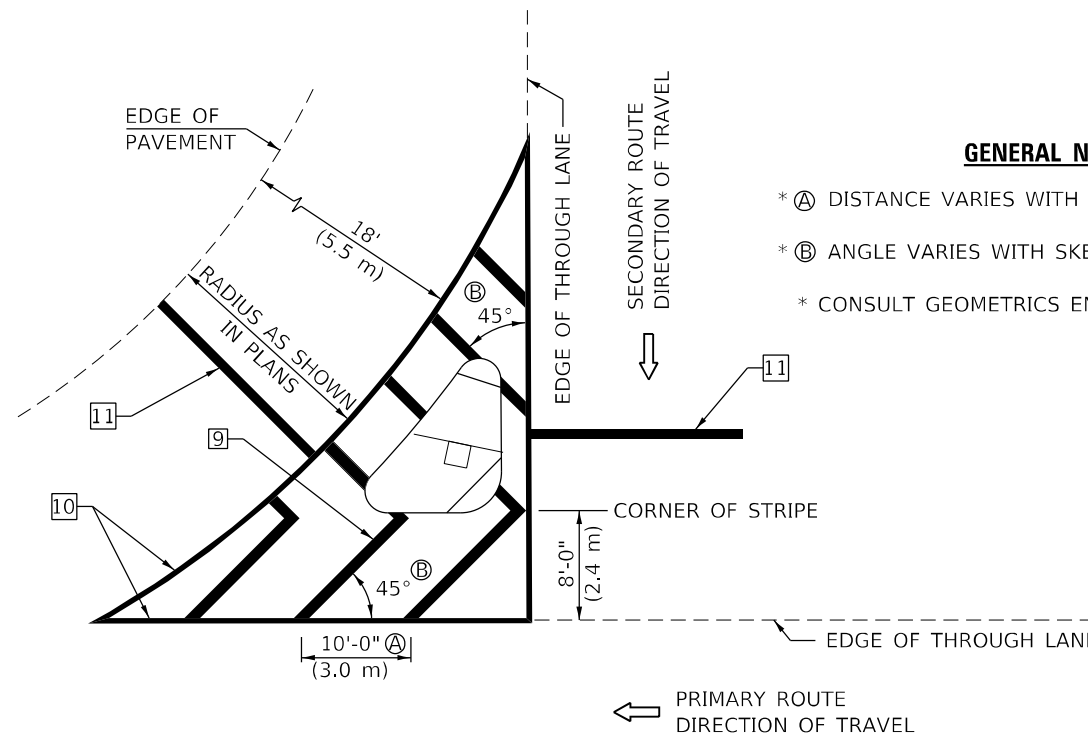 EDGE OF
PAVEMENT
18'
(5.5 m)
RADIUS AS SHOWN
IN PLANS
EDGE OF THROUGH LANE
SECONDARY ROUTE
DIRECTION OF TRAVEL
GENERAL N
* Ⓐ DISTANCE VARIES WITH
* Ⓑ ANGLE VARIES WITH SKE
* CONSULT GEOMETRICS EN
Ⓑ
45°
11
11
9
10
CORNER OF STRIPE
8'-0"
(2.4 m)
45° Ⓑ
10'-0" Ⓐ
(3.0 m)
EDGE OF THROUGH LANE
PRIMARY ROUTE
DIRECTION OF TRAVEL